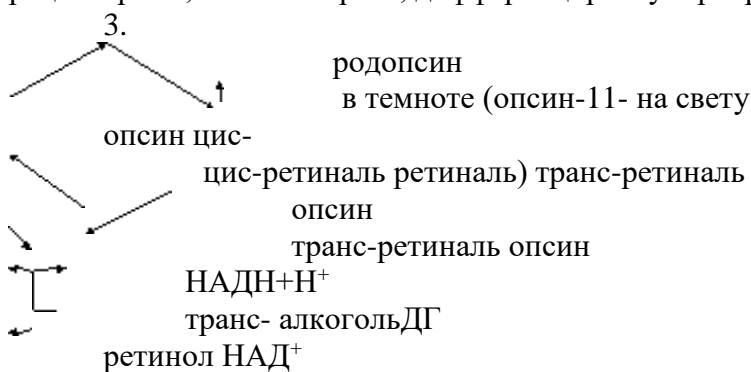 3.
родопсин
в темноте (опсин-11- на свету
опсин цис-
цис-ретиналь ретиналь) транс-ретиналь
опсин
транс-ретиналь опсин
НАДН+Н⁺
транс- алкогольДГ
ретинол НАД⁺